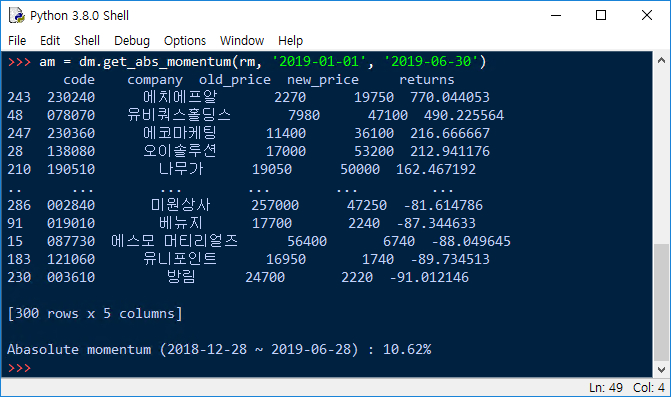 Python 3.8.0 Shell
File Edit Shell Debug Options Window Help
>>> am = dm.get_abs_momentum(rm, '2019-01-01', '2019-06-30')
code company old_price new_price returns
243 230240 에치에프알 2270 19750 770.044053
48 078070 유비쿼스홀딩스 7980 47100 490.225564
247 230360 에코마케팅 11400 36100 216.666667
28 138080 오이솔루션 17000 53200 212.941176
210 190510 나무가 19050 50000 162.467192
.. ... ... ... ... ...
286 002840 미원상사 257000 47250 -81.614786
91 019010 베뉴지 17700 2240 -87.344633
15 087730 에스모 머티리얼즈 56400 6740 -88.049645
183 121060 유니포인트 16950 1740 -89.734513
230 003610 방림 24700 2220 -91.012146
[300 rows x 5 columns]
Abasolute momentum (2018-12-28 ~ 2019-06-28) : 10.62%
>>>
Ln: 49 Col: 4